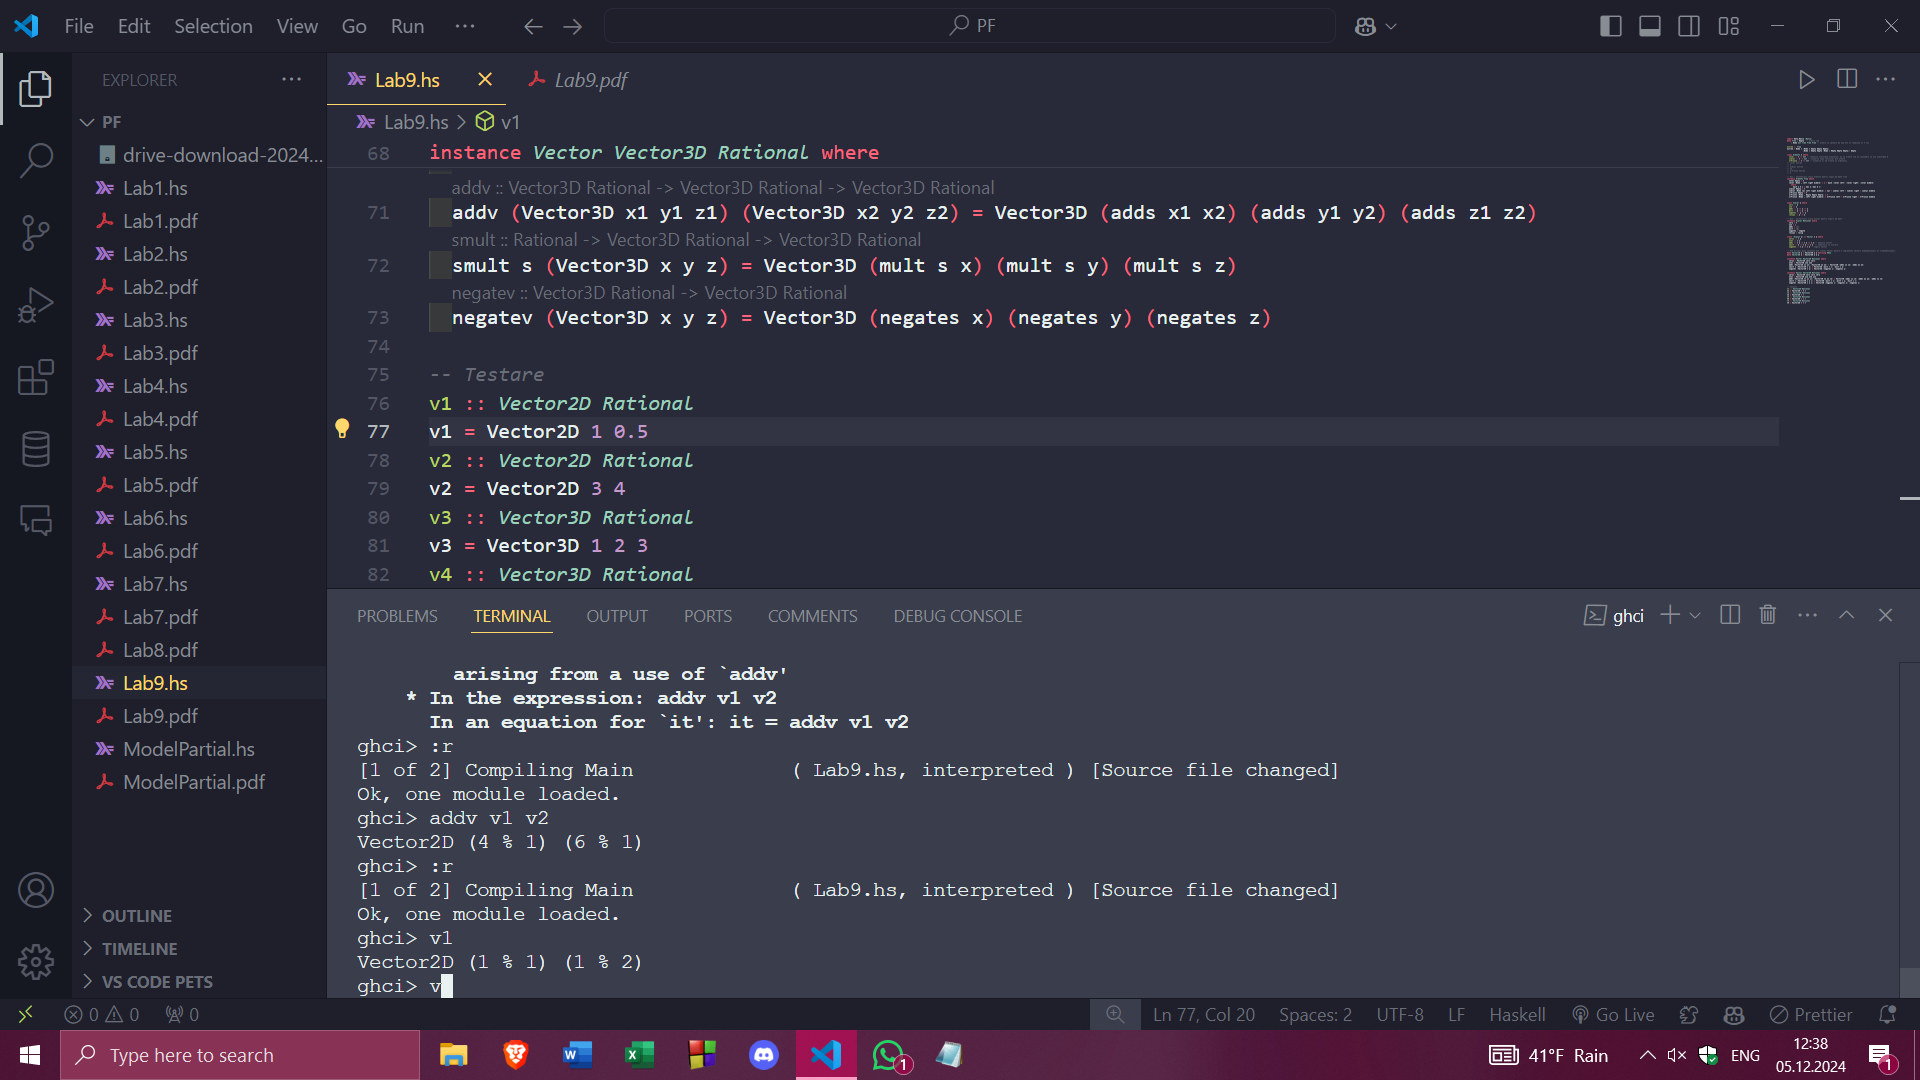 File Edit Selection View Go Run ··· PF
EXPLORER ···
PF
drive-download-2024...
Lab1.hs
Lab1.pdf
Lab2.hs
Lab2.pdf
Lab3.hs
Lab3.pdf
Lab4.hs
Lab4.pdf
Lab5.hs
Lab5.pdf
Lab6.hs
Lab6.pdf
Lab7.hs
Lab7.pdf
Lab8.pdf
Lab9.hs
Lab9.pdf
ModelPartial.hs
ModelPartial.pdf
OUTLINE
TIMELINE
VS CODE PETS
Lab9.hs Lab9.pdf
Lab9.hs > v1
68 instance Vector Vector3D Rational where
addv :: Vector3D Rational -> Vector3D Rational -> Vector3D Rational
71 addv (Vector3D x1 y1 z1) (Vector3D x2 y2 z2) = Vector3D (adds x1 x2) (adds y1 y2) (adds z1 z2)
smult :: Rational -> Vector3D Rational -> Vector3D Rational
72 smult s (Vector3D x y z) = Vector3D (mult s x) (mult s y) (mult s z)
negatev :: Vector3D Rational -> Vector3D Rational
73 negatev (Vector3D x y z) = Vector3D (negates x) (negates y) (negates z)
74
75 -- Testare
76 v1 :: Vector2D Rational
77 v1 = Vector2D 1 0.5
78 v2 :: Vector2D Rational
79 v2 = Vector2D 3 4
80 v3 :: Vector3D Rational
81 v3 = Vector3D 1 2 3
82 v4 :: Vector3D Rational
PROBLEMS TERMINAL OUTPUT PORTS COMMENTS DEBUG CONSOLE ghci
arising from a use of `addv'
* In the expression: addv v1 v2
In an equation for `it': it = addv v1 v2
ghci> :r
[1 of 2] Compiling Main ( Lab9.hs, interpreted ) [Source file changed]
Ok, one module loaded.
ghci> addv v1 v2
Vector2D (4 % 1) (6 % 1)
ghci> :r
[1 of 2] Compiling Main ( Lab9.hs, interpreted ) [Source file changed]
Ok, one module loaded.
ghci> v1
Vector2D (1 % 1) (1 % 2)
ghci> v
0 0 0 Ln 77, Col 20 Spaces: 2 UTF-8 LF Haskell Go Live Prettier
Type here to search 1 41°F Rain ENG 12:38 1
05.12.2024